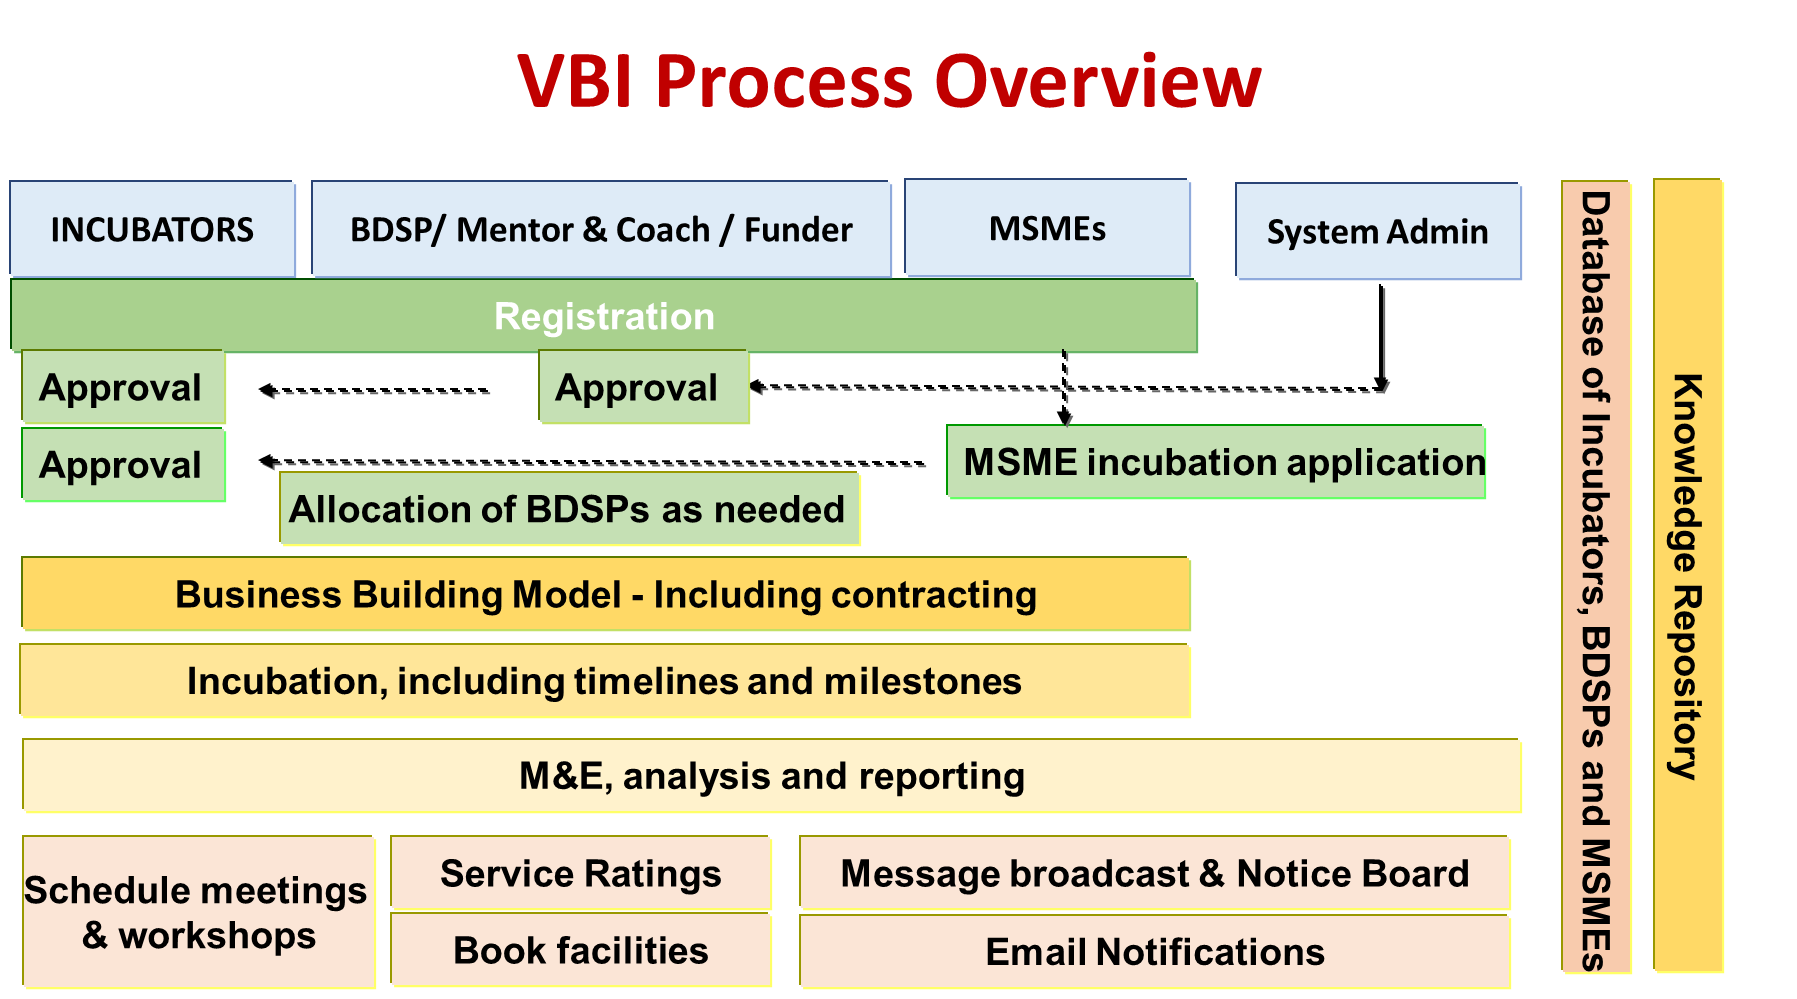 VBI Process Overview
INCUBATORS
BDSP/ Mentor & Coach / Funder
MSMEs
System Admin
Registration
Approval
Approval
Approval
MSME incubation application
Allocation of BDSPs as needed
Business Building Model - Including contracting
Incubation, including timelines and milestones
M&E, analysis and reporting
Schedule meetings
& workshops
Service Ratings
Book facilities
Message broadcast & Notice Board
Email Notifications
Database of Incubators, BDSPs and MSMEs
Knowledge Repository